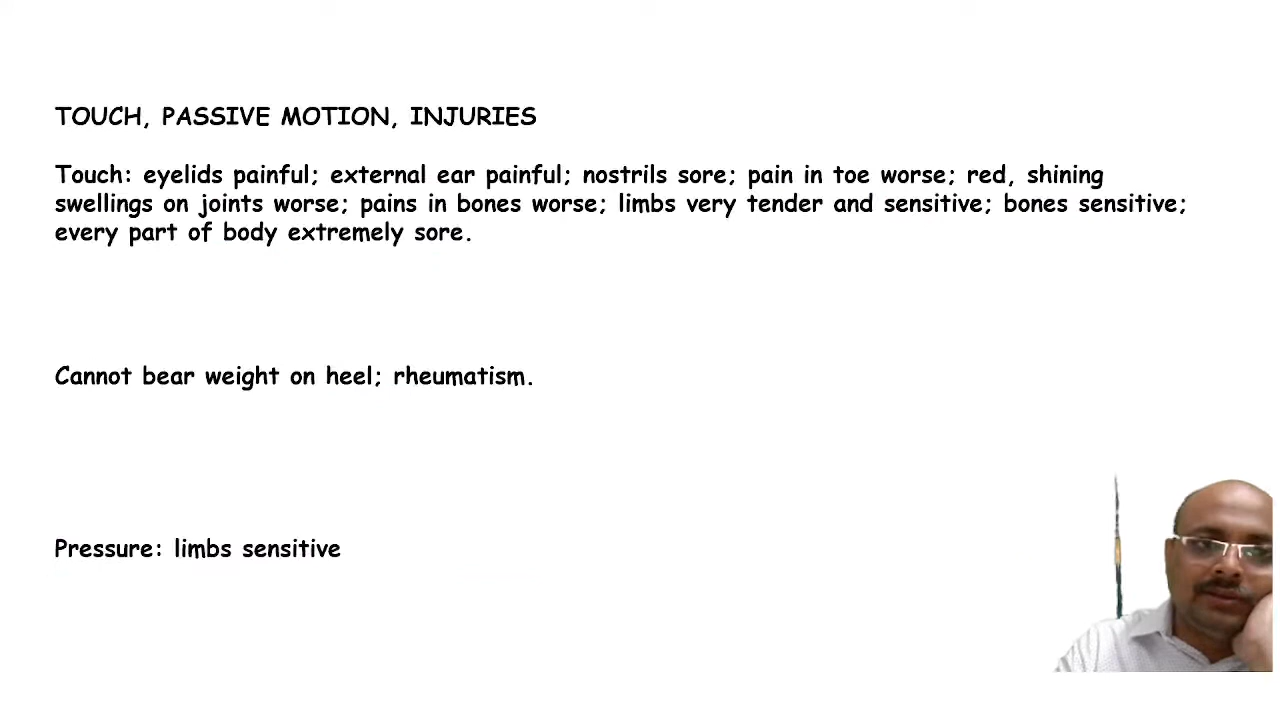 TOUCH, PASSIVE MOTION, INJURIES
Touch: eyelids painful; external ear painful; nostrils sore; pain in toe worse; red, shining
swellings on joints worse; pains in bones worse; limbs very tender and sensitive; bones sensitive;
every part of body extremely sore.
Cannot bear weight on heel; rheumatism.
Pressure: limbs sensitive